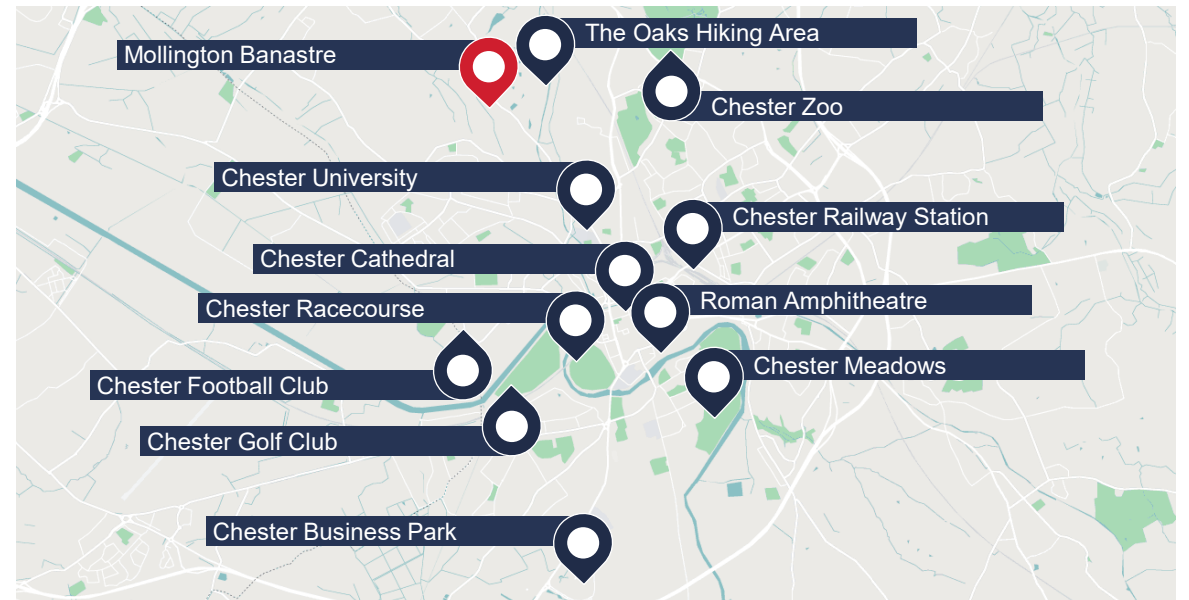 The Oaks Hiking Area
Mollington Banastre
Chester Zoo
Chester University
Chester Railway Station
Chester Cathedral
Roman Amphitheatre
Chester Racecourse
Chester Meadows
Chester Football Club
Chester Golf Club
Chester Business Park